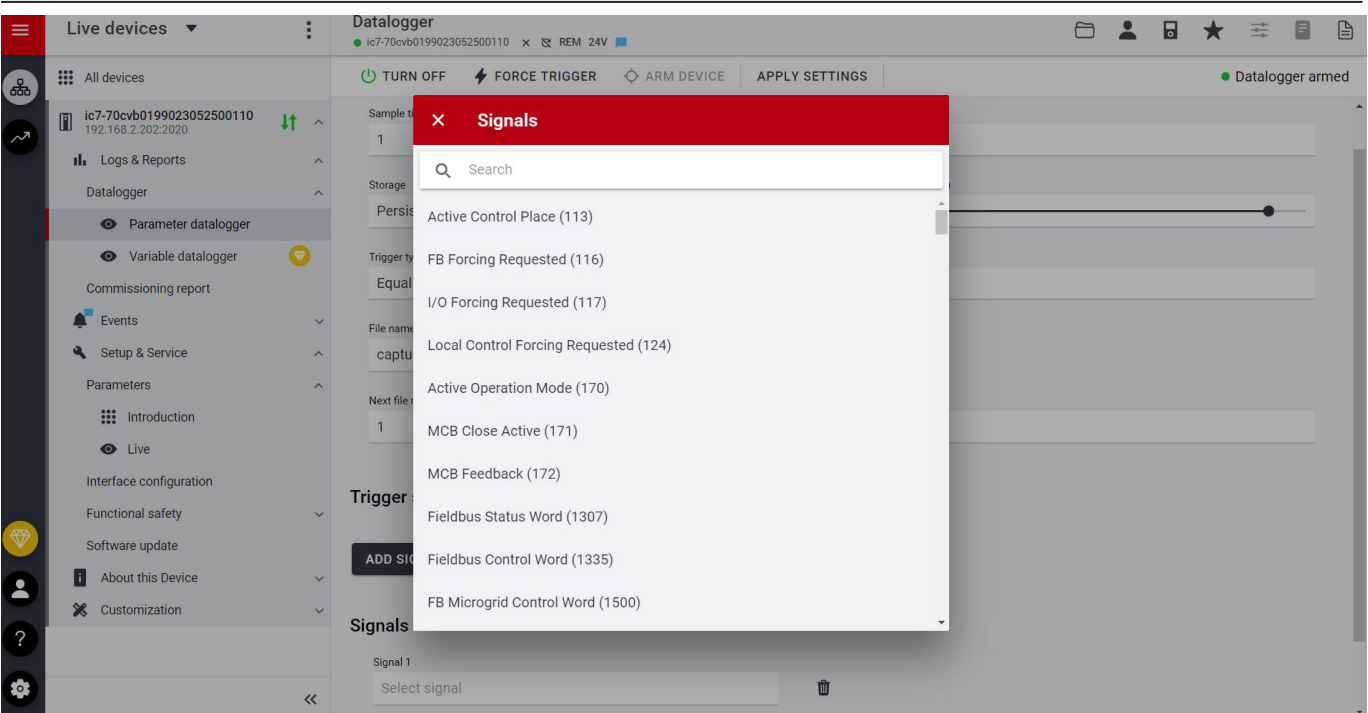 Live devices
Datalogger
ic7-70cvb0199023052500110 REM 24V
All devices
ic7-70cvb0199023052500110
192.168.2.202:2020
Logs & Reports
Datalogger
Parameter datalogger
Variable datalogger
Commissioning report
Events
Setup & Service
Parameters
Introduction
Live
Interface configuration
Functional safety
Software update
About this Device
Customization
TURN OFF FORCE TRIGGER ARM DEVICE APPLY SETTINGS
Datalogger armed
Sample ti
1
Storage
Persis
Trigger ty
Equal
File name
captu
Next file
1
Trigger
ADD SIG
Signals
Signal 1
Select signal
Signals
Search
Active Control Place (113)
FB Forcing Requested (116)
I/O Forcing Requested (117)
Local Control Forcing Requested (124)
Active Operation Mode (170)
MCB Close Active (171)
MCB Feedback (172)
Fieldbus Status Word (1307)
Fieldbus Control Word (1335)
FB Microgrid Control Word (1500)
?